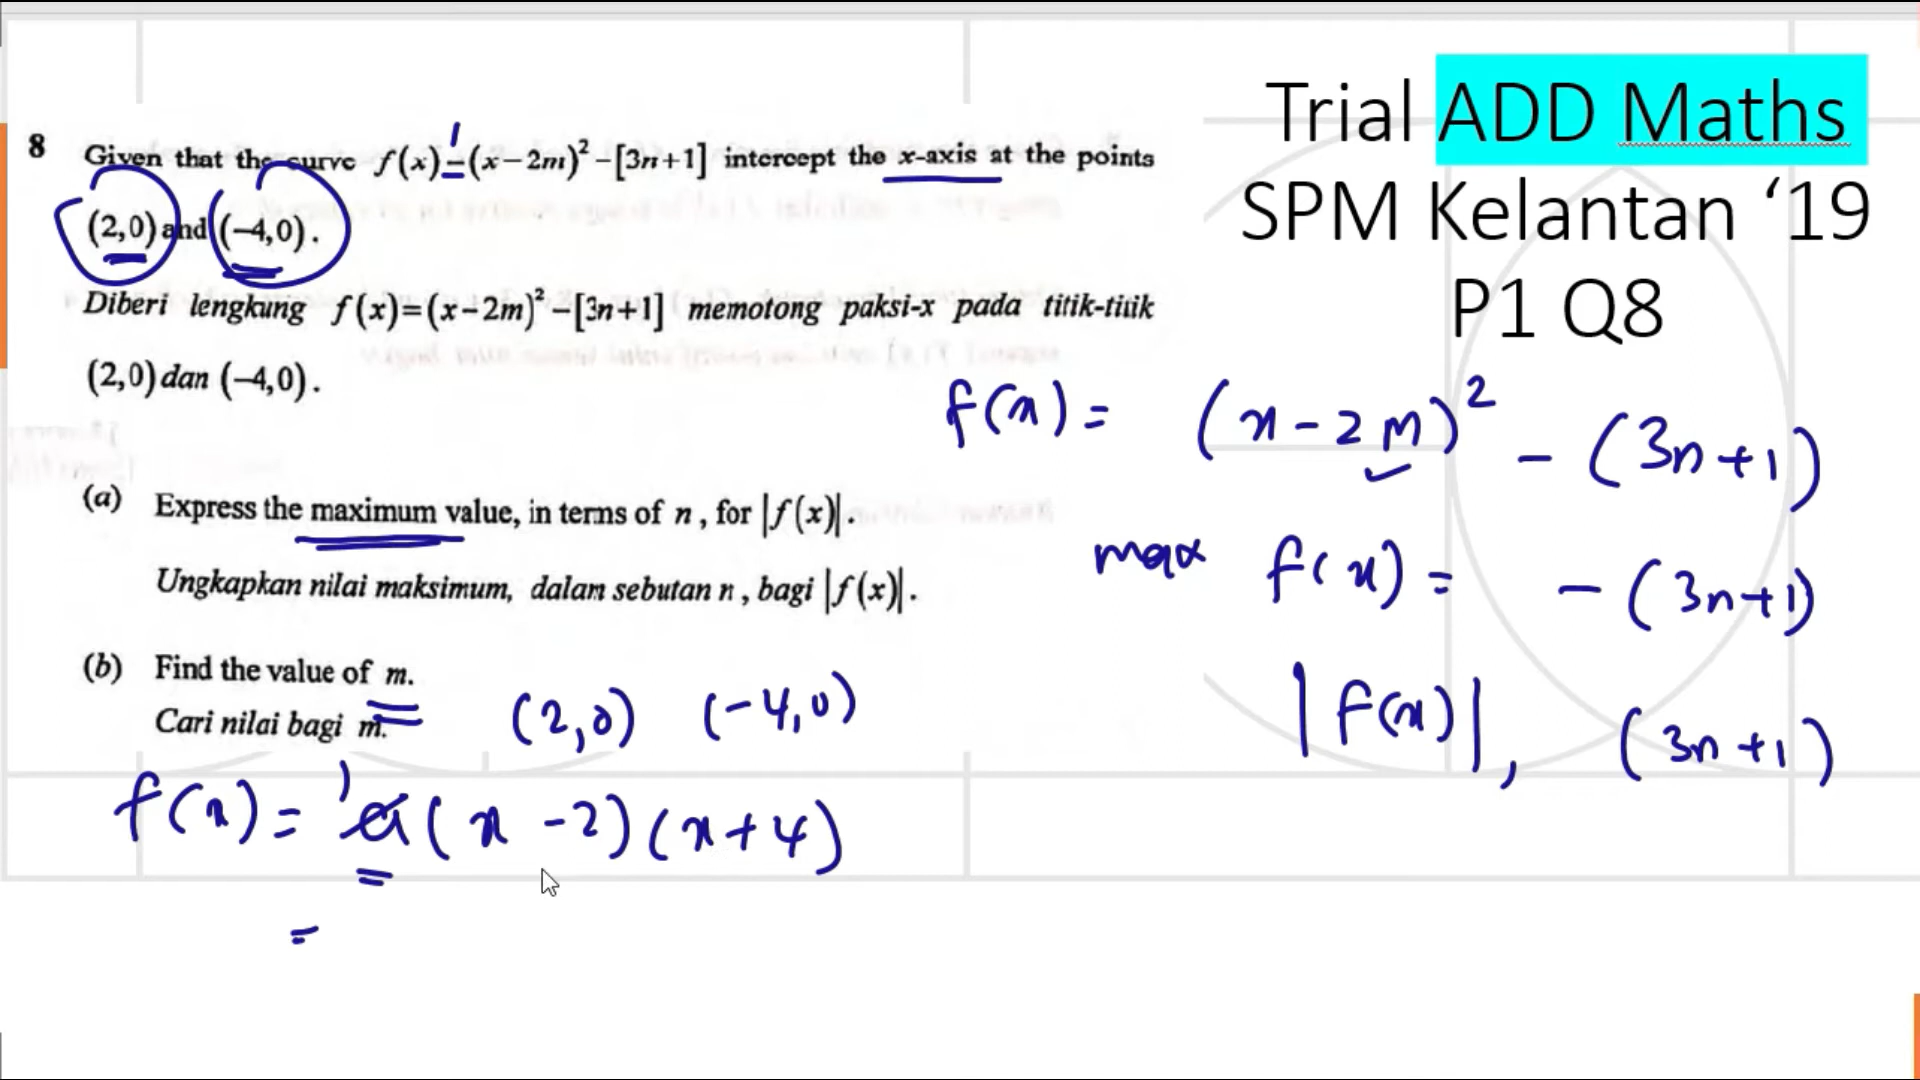 Trial ADD Maths
SPM Kelantan ‘19
P1 Q8
8 Given that the curve f(x)=(x−2m)²−[3n+1] intercept the x-axis at the points
(2,0) and (−4,0).
Diberi lengkung f(x)=(x−2m)²−[3n+1] memotong paksi-x pada titik-titik
(2,0) dan (−4,0).
(a) Express the maximum value, in terms of n, for |f(x)|.
Ungkapkan nilai maksimum, dalam sebutan n, bagi |f(x)|.
(b) Find the value of m.
Cari nilai bagi m.
(2,0) (-4,0)
f(x) = a(x-2)(x+4)
1
=
1
f(x) = (x-2m)² - (3n+1)
max f(x) = -(3n+1)
|f(x)|, (3n+1)